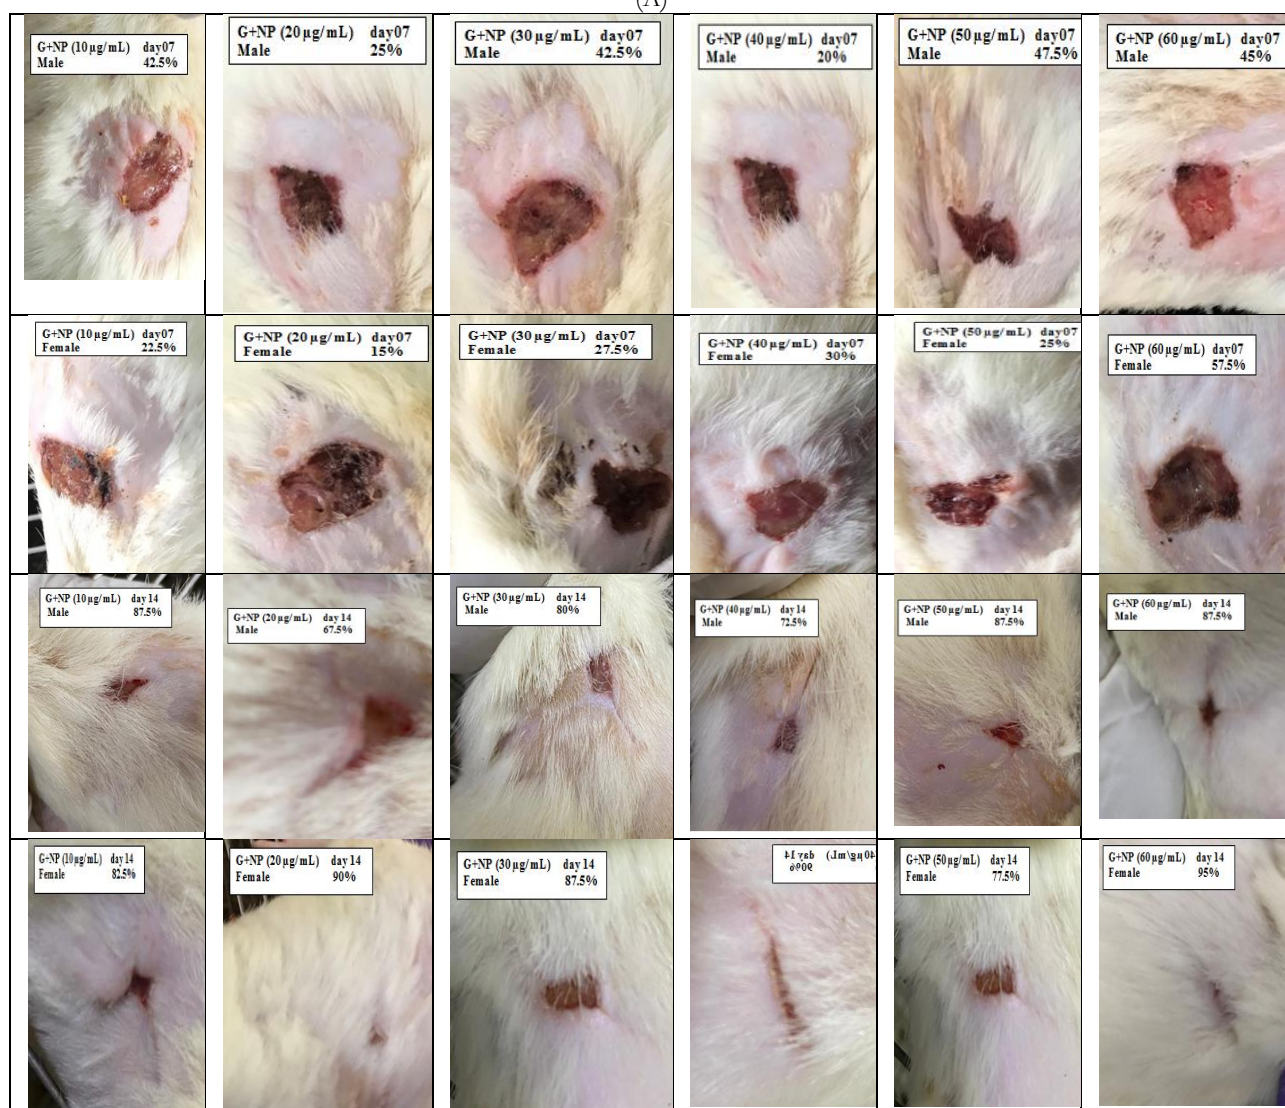 (A)
G+NP (10 µg/mL) day07
Male 42.5%
G+NP (20 µg/mL) day07
Male 25%
G+NP (30 µg/mL) day07
Male 42.5%
G+NP (40 µg/mL) day07
Male 20%
G+NP (50 µg/mL) day07
Male 47.5%
G+NP (60 µg/mL) day07
Male 45%
G+NP (10 µg/mL) day07
Female 22.5%
G+NP (20 µg/mL) day07
Female 15%
G+NP (30 µg/mL) day07
Female 27.5%
G+NP (40 µg/mL) day07
Female 30%
G+NP (50 µg/mL) day07
Female 25%
G+NP (60 µg/mL) day07
Female 57.5%
G+NP (10 µg/mL) day 14
Male 87.5%
G+NP (20 µg/mL) day 14
Male 67.5%
G+NP (30 µg/mL) day 14
Male 80%
G+NP (40 µg/mL) day 14
Male 72.5%
G+NP (50 µg/mL) day 14
Male 87.5%
G+NP (60 µg/mL) day 14
Male 87.5%
G+NP (10 µg/mL) day 14
Female 82.5%
G+NP (20 µg/mL) day 14
Female 90%
G+NP (30 µg/mL) day 14
Female 87.5%
40 µg/mL) day 14
90%
G+NP (50 µg/mL) day 14
Female 77.5%
G+NP (60 µg/mL) day 14
Female 95%